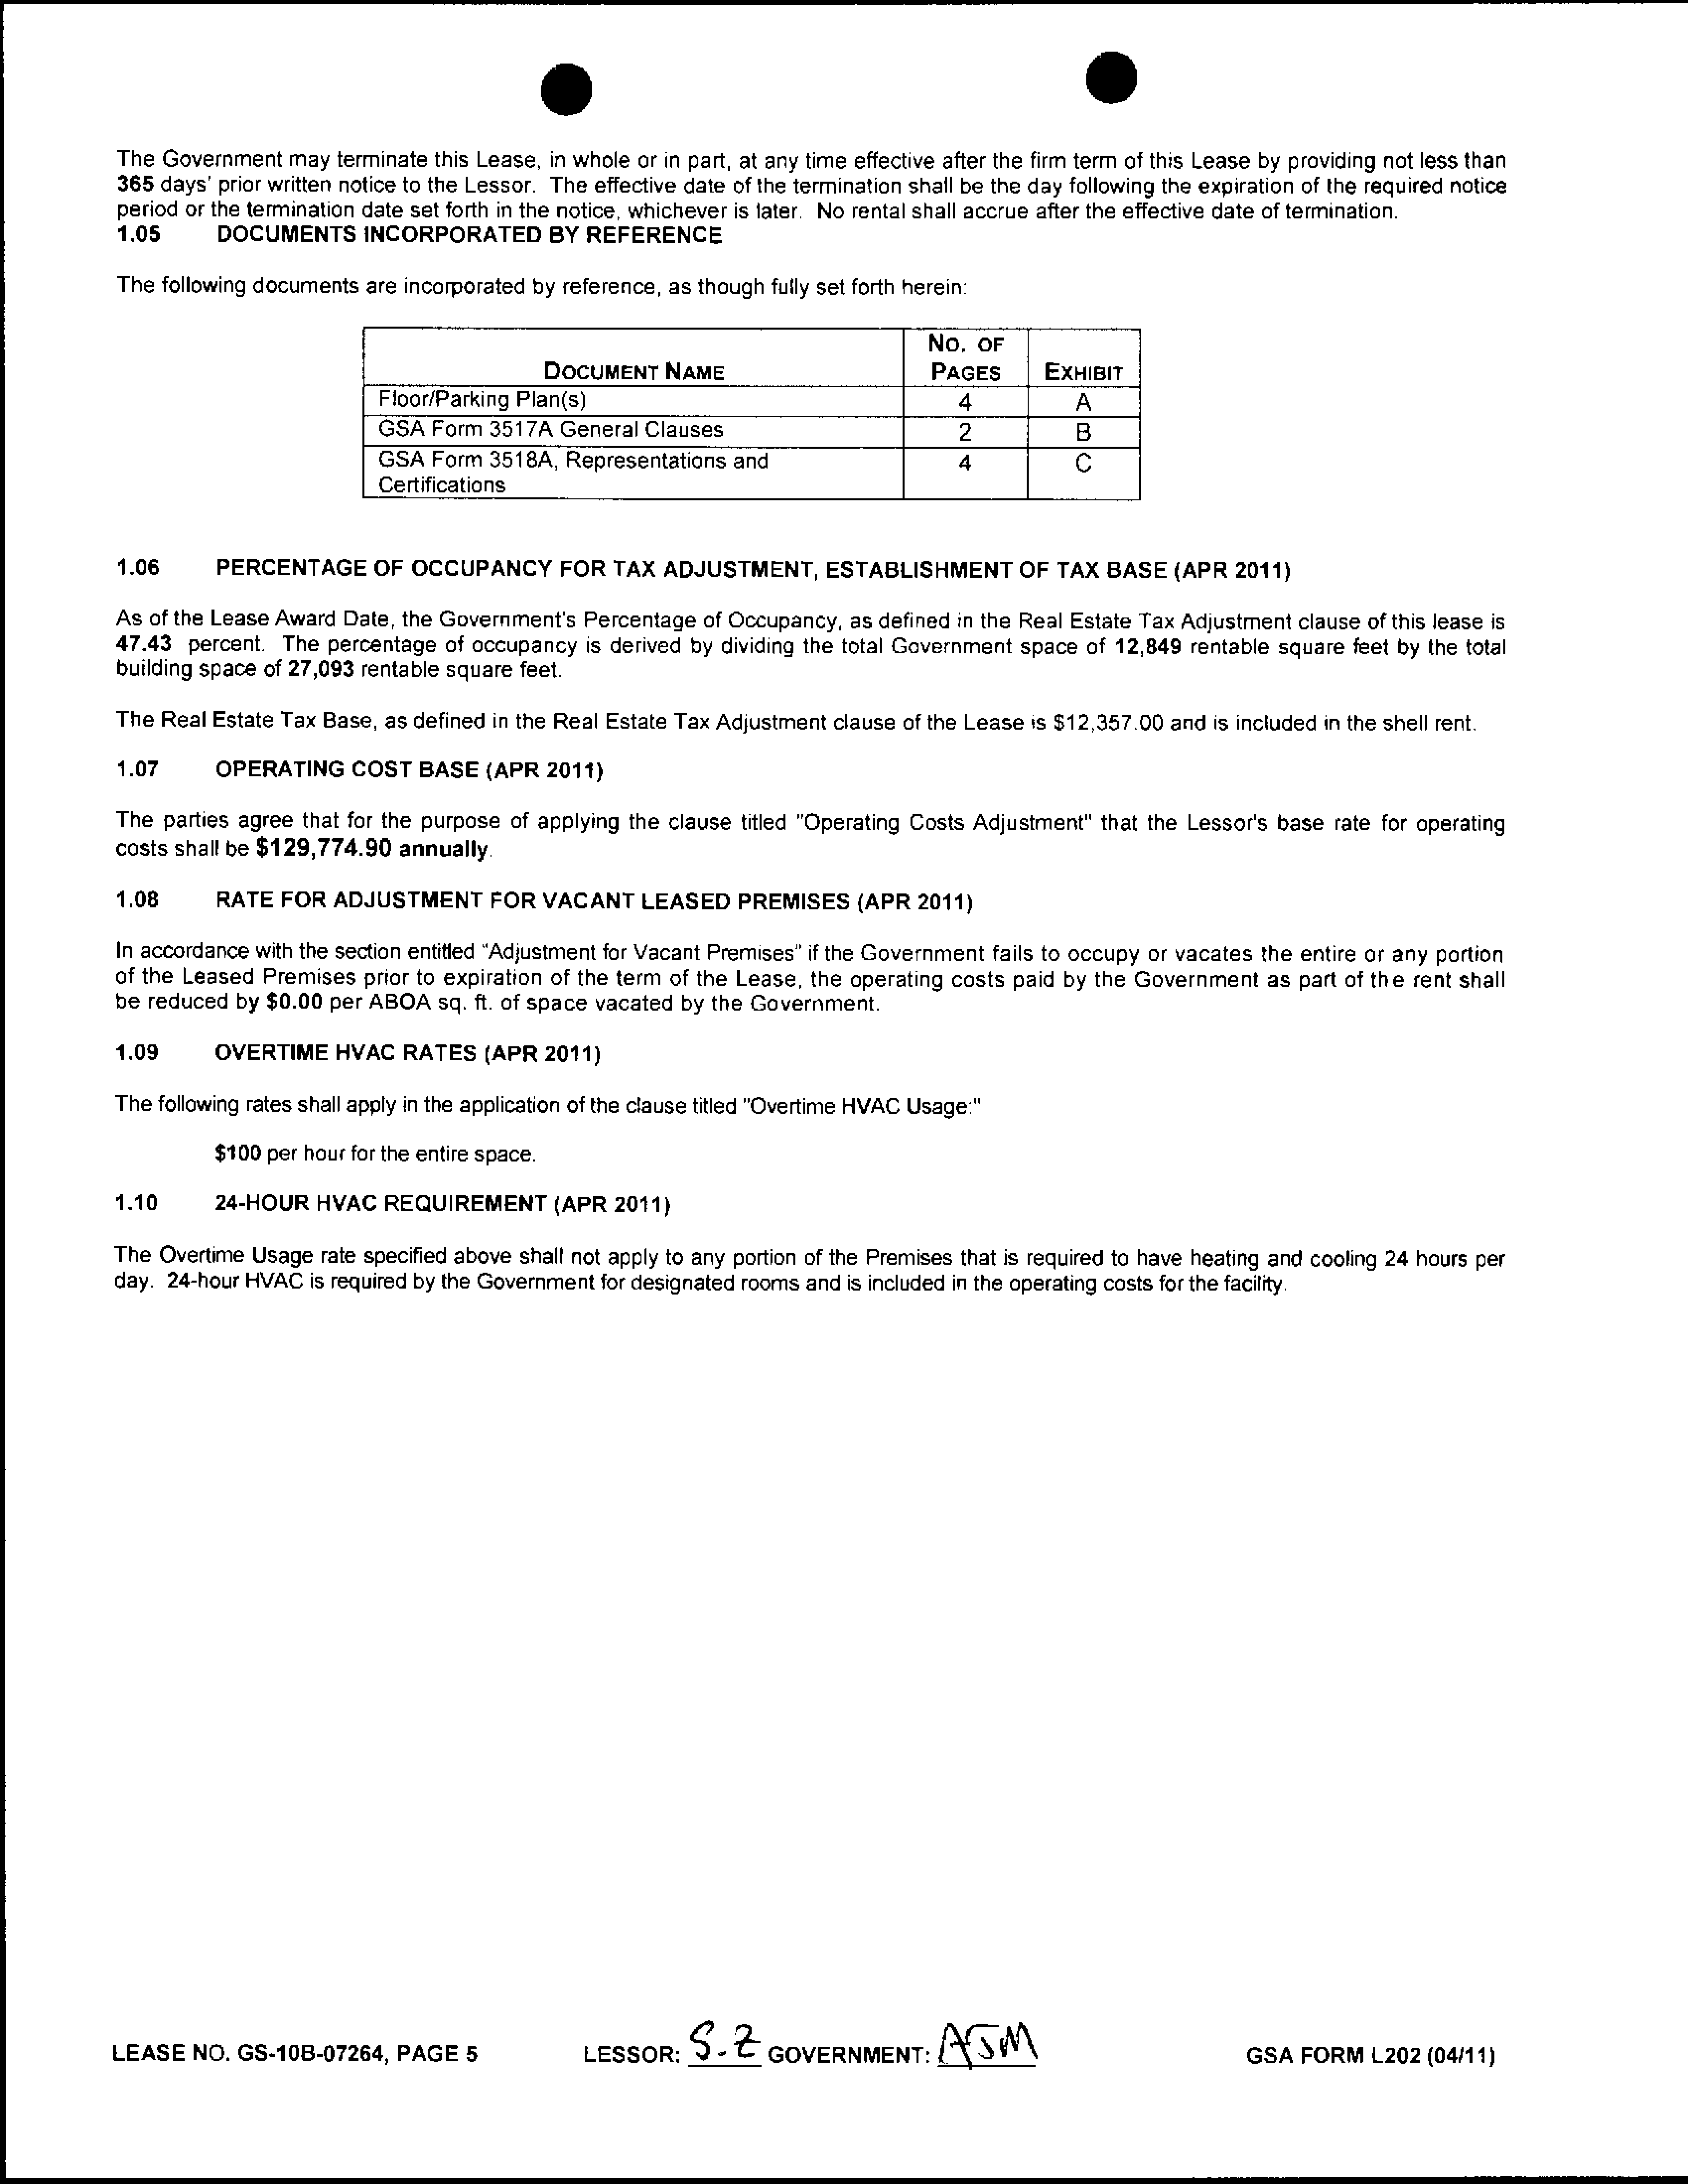 The Government may terminate this Lease, in whole or in part, at any time effective after the firm term of this Lease by providing not less than
365 days' prior written notice to the Lessor. The effective date of the termination shall be the day following the expiration of the required notice
period or the termination date set forth in the notice, whichever is later. No rental shall accrue after the effective date of termination.
1.05 DOCUMENTS INCORPORATED BY REFERENCE
The following documents are incorporated by reference, as though fully set forth herein:
DOCUMENT NAME NO. OF PAGES EXHIBIT
Floor/Parking Plan(s) 4 A
GSA Form 3517A General Clauses 2 B
GSA Form 3518A, Representations and 4 C
Certifications
1.06 PERCENTAGE OF OCCUPANCY FOR TAX ADJUSTMENT, ESTABLISHMENT OF TAX BASE (APR 2011)
As of the Lease Award Date, the Government's Percentage of Occupancy, as defined in the Real Estate Tax Adjustment clause of this lease is
47.43 percent. The percentage of occupancy is derived by dividing the total Government space of 12,849 rentable square feet by the total
building space of 27,093 rentable square feet.
The Real Estate Tax Base, as defined in the Real Estate Tax Adjustment clause of the Lease is $12,357.00 and is included in the shell rent.
1.07 OPERATING COST BASE (APR 2011)
The parties agree that for the purpose of applying the clause titled "Operating Costs Adjustment" that the Lessor's base rate for operating
costs shall be $129,774.90 annually.
1.08 RATE FOR ADJUSTMENT FOR VACANT LEASED PREMISES (APR 2011)
In accordance with the section entitled "Adjustment for Vacant Premises" if the Government fails to occupy or vacates the entire or any portion
of the Leased Premises prior to expiration of the term of the Lease, the operating costs paid by the Government as part of the rent shall
be reduced by $0.00 per ABOA sq. ft. of space vacated by the Government.
1.09 OVERTIME HVAC RATES (APR 2011)
The following rates shall apply in the application of the clause titled "Overtime HVAC Usage:"
$100 per hour for the entire space.
1.10 24-HOUR HVAC REQUIREMENT (APR 2011)
The Overtime Usage rate specified above shall not apply to any portion of the Premises that is required to have heating and cooling 24 hours per
day. 24-hour HVAC is required by the Government for designated rooms and is included in the operating costs for the facility.
LEASE NO. GS-10B-07264, PAGE 5 LESSOR: S.Z GOVERNMENT: ASM GSA FORM L202 (04/11)